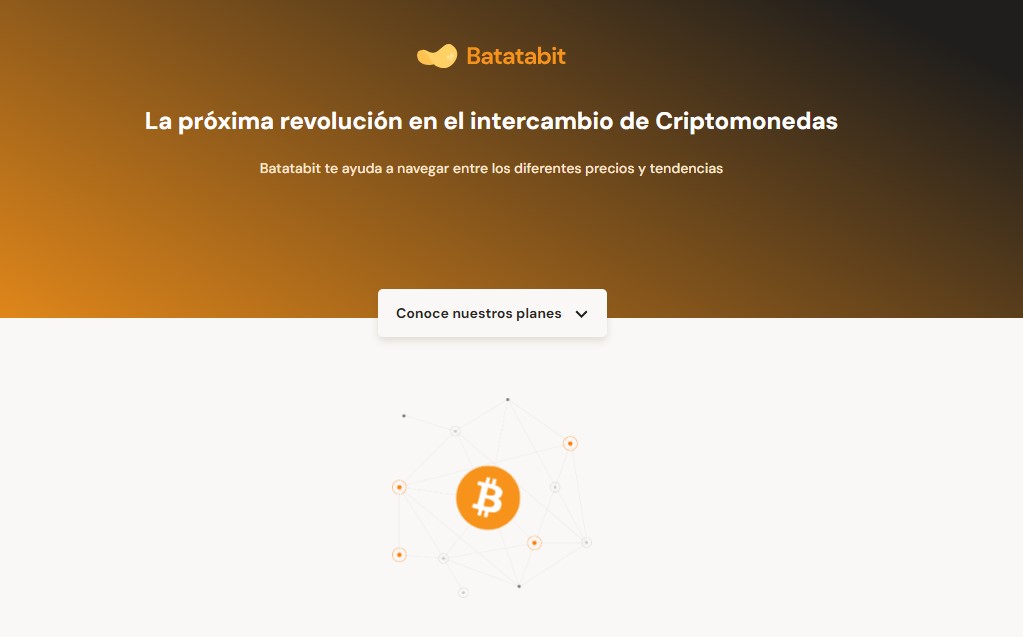 Batatabit
La próxima revolución en el intercambio de Criptomonedas
Batatabit te ayuda a navegar entre los diferentes precios y tendencias
Conoce nuestros planes